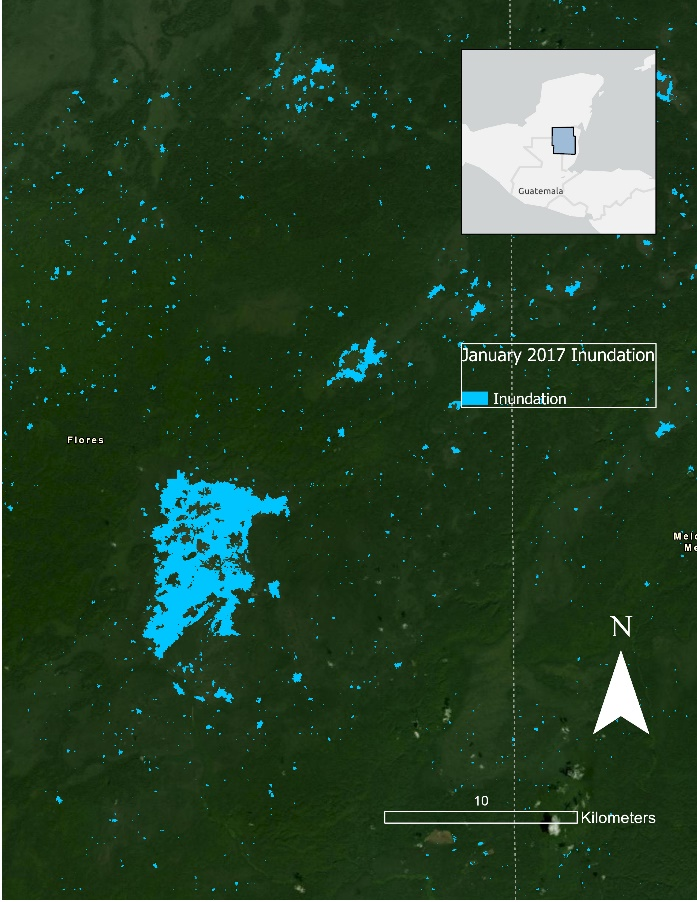 Guatemala
January 2017 Inundation
Inundation
Flores
N
10
Kilometers